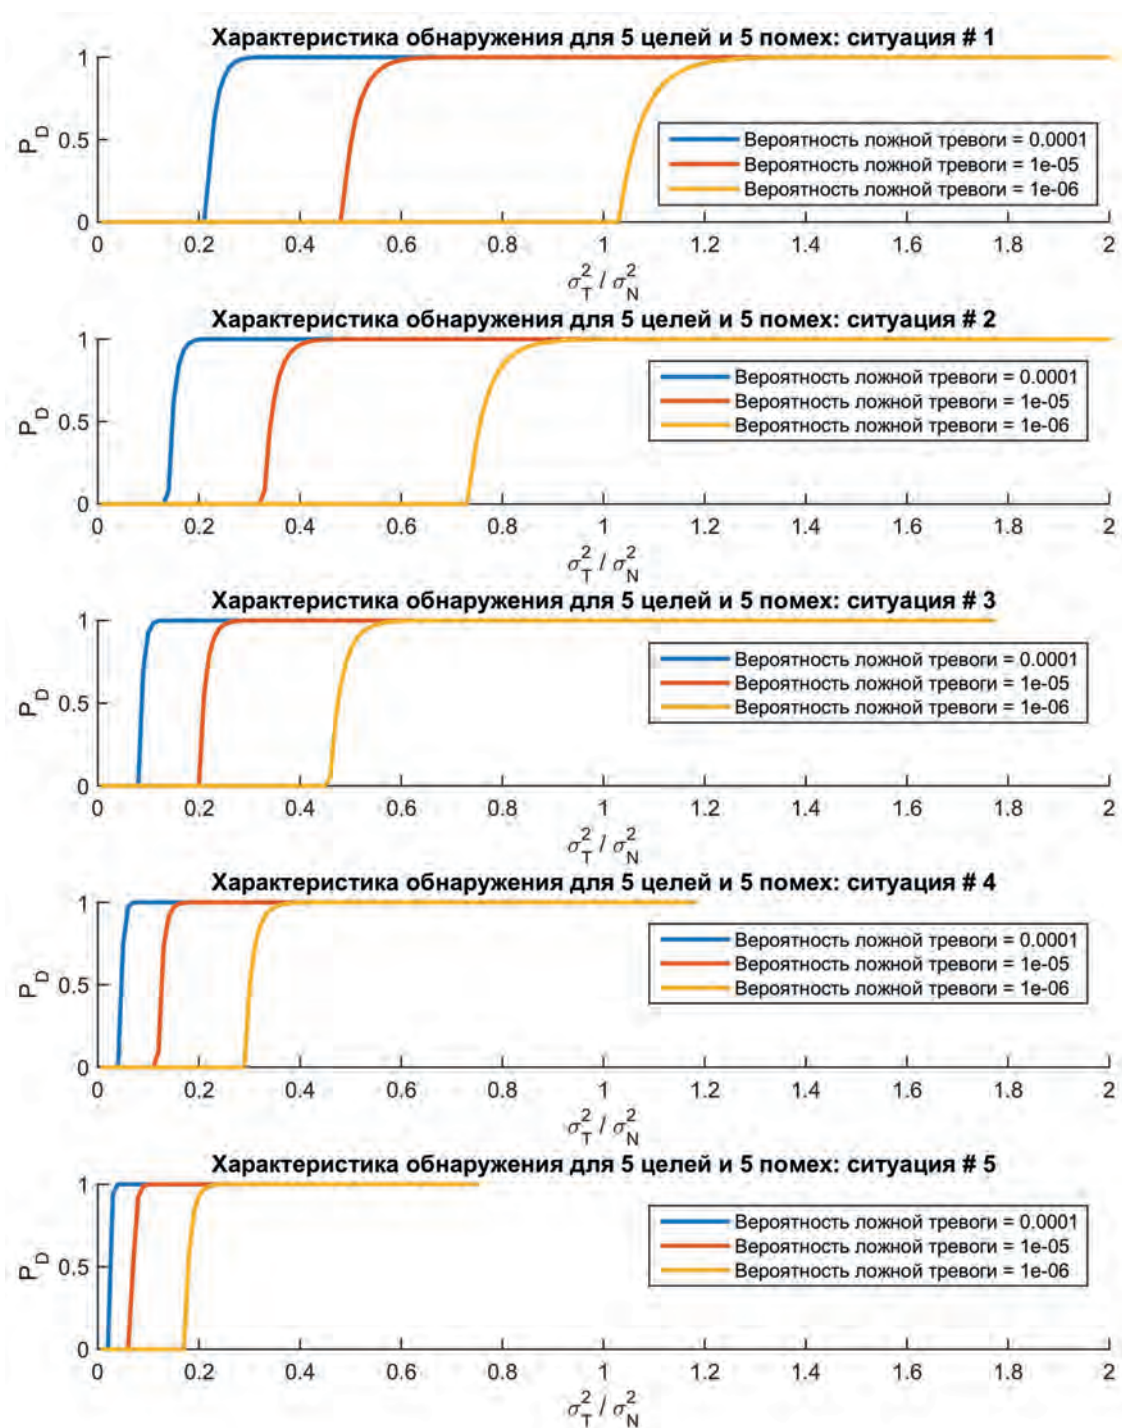 Характеристика обнаружения для 5 целей и 5 помех: ситуация # 1
1
0.5
0
P_D
Вероятность ложной тревоги = 0.0001
Вероятность ложной тревоги = 1e-05
Вероятность ложной тревоги = 1e-06
0 0.2 0.4 0.6 0.8 1 1.2 1.4 1.6 1.8 2
σ_T^2 / σ_N^2
Характеристика обнаружения для 5 целей и 5 помех: ситуация # 2
1
0.5
0
P_D
Вероятность ложной тревоги = 0.0001
Вероятность ложной тревоги = 1e-05
Вероятность ложной тревоги = 1e-06
0 0.2 0.4 0.6 0.8 1 1.2 1.4 1.6 1.8 2
σ_T^2 / σ_N^2
Характеристика обнаружения для 5 целей и 5 помех: ситуация # 3
1
0.5
0
P_D
Вероятность ложной тревоги = 0.0001
Вероятность ложной тревоги = 1e-05
Вероятность ложной тревоги = 1e-06
0 0.2 0.4 0.6 0.8 1 1.2 1.4 1.6 1.8 2
σ_T^2 / σ_N^2
Характеристика обнаружения для 5 целей и 5 помех: ситуация # 4
1
0.5
0
P_D
Вероятность ложной тревоги = 0.0001
Вероятность ложной тревоги = 1e-05
Вероятность ложной тревоги = 1e-06
0 0.2 0.4 0.6 0.8 1 1.2 1.4 1.6 1.8 2
σ_T^2 / σ_N^2
Характеристика обнаружения для 5 целей и 5 помех: ситуация # 5
1
0.5
0
P_D
Вероятность ложной тревоги = 0.0001
Вероятность ложной тревоги = 1e-05
Вероятность ложной тревоги = 1e-06
0 0.2 0.4 0.6 0.8 1 1.2 1.4 1.6 1.8 2
σ_T^2 / σ_N^2